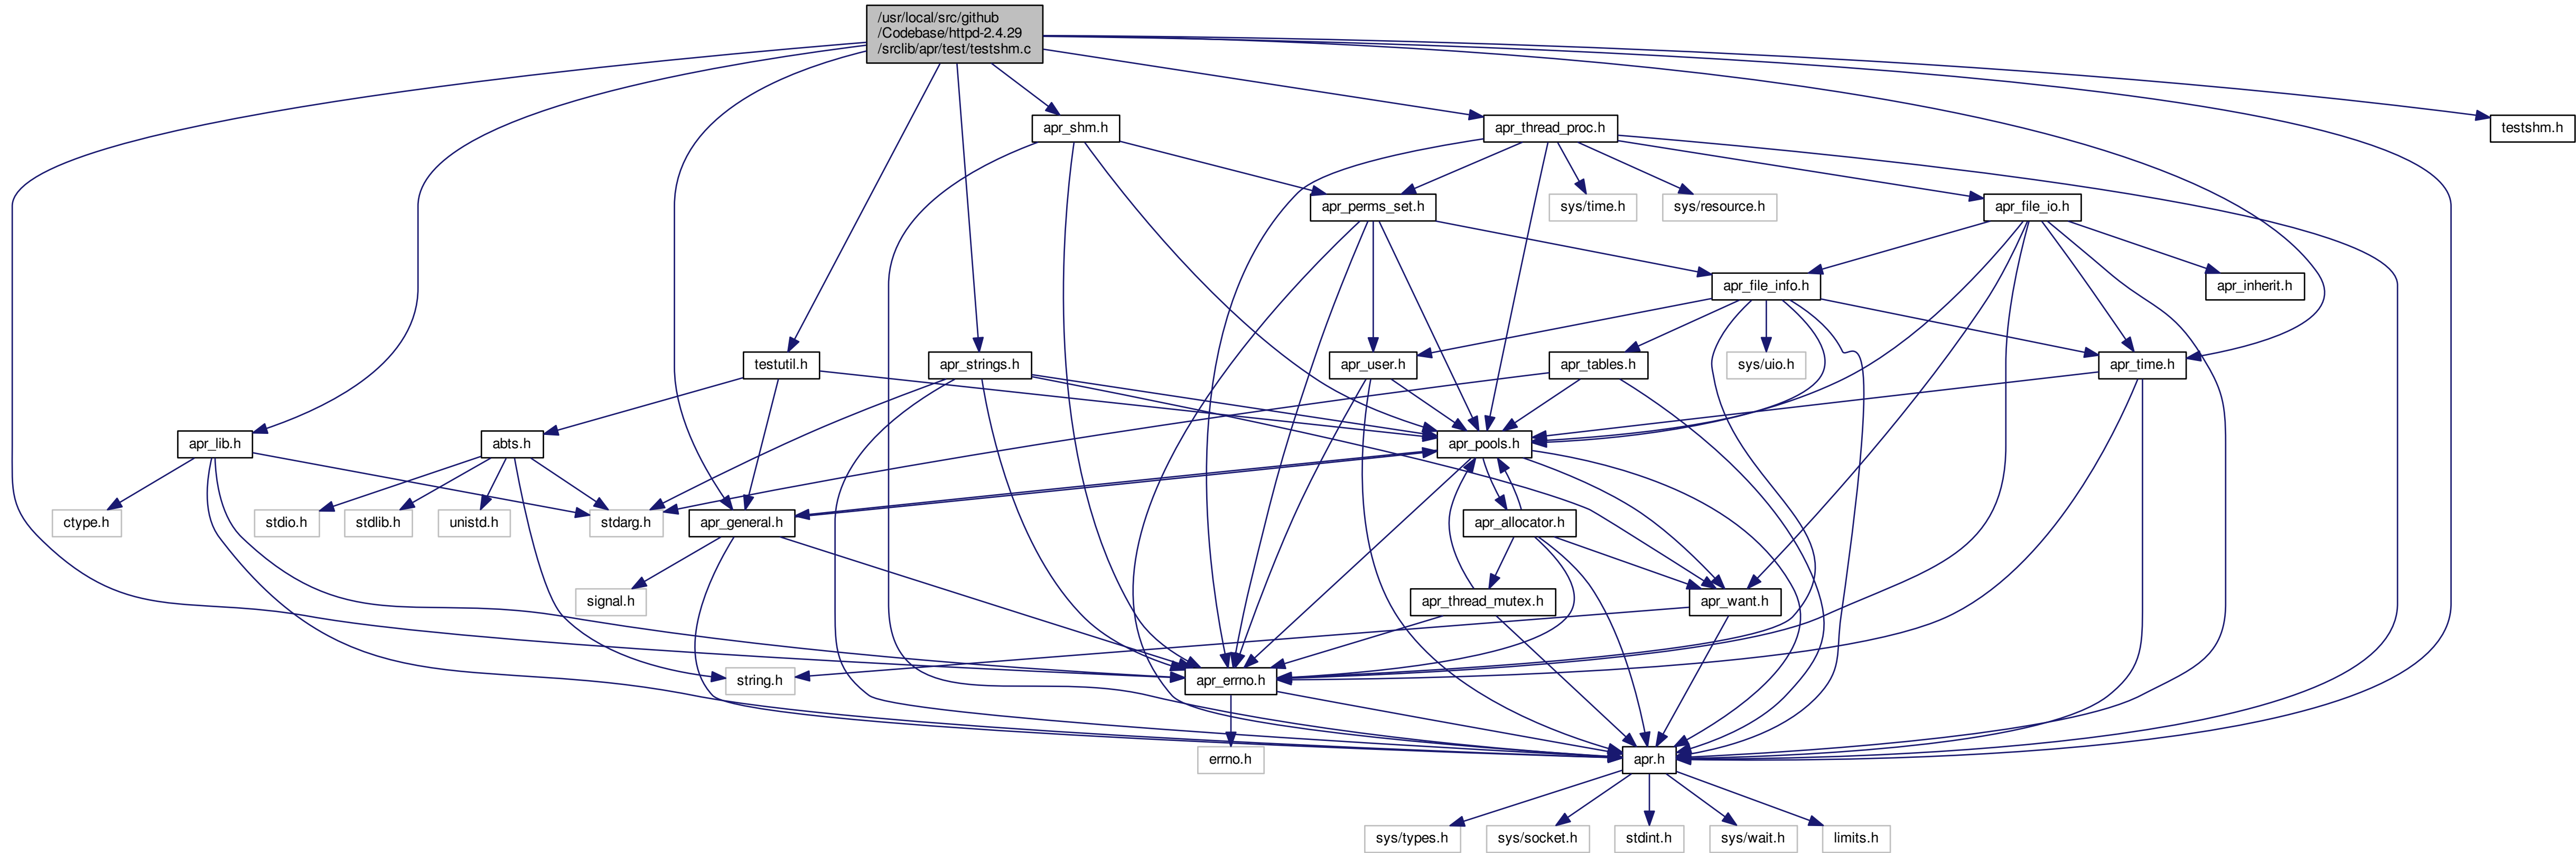 /usr/local/src/github
/Codebase/httpd-2.4.29
/srclib/apr/test/testshm.c
apr_shm.h
apr_thread_proc.h
testshm.h
apr_perms_set.h
sys/time.h
sys/resource.h
apr_file_io.h
apr_file_info.h
apr_inherit.h
testutil.h
apr_strings.h
apr_user.h
apr_tables.h
sys/uio.h
apr_time.h
apr_lib.h
abts.h
apr_pools.h
ctype.h
stdio.h
stdlib.h
unistd.h
stdarg.h
apr_general.h
apr_allocator.h
signal.h
apr_thread_mutex.h
apr_want.h
string.h
apr_errno.h
errno.h
apr.h
sys/types.h
sys/socket.h
stdint.h
sys/wait.h
limits.h